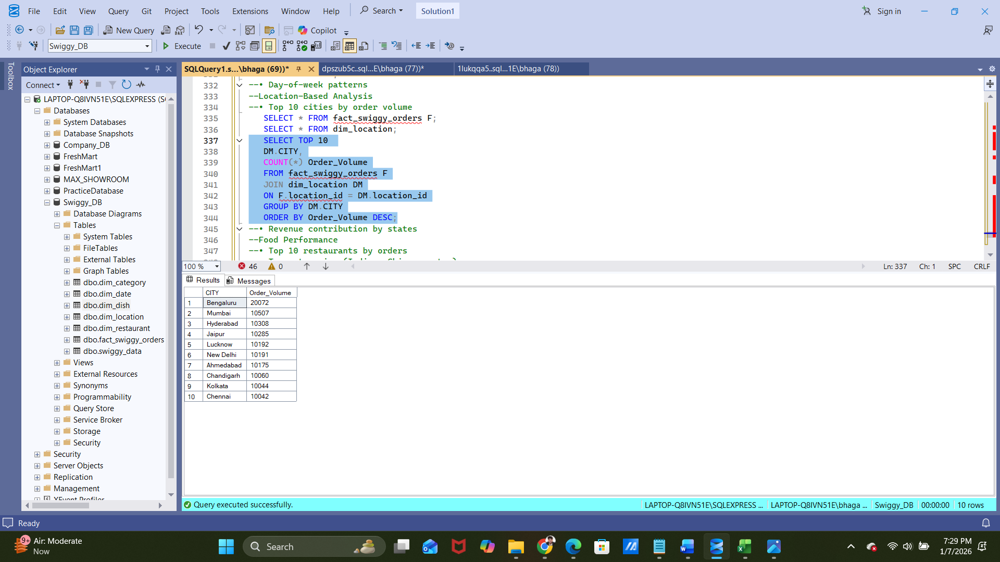 File Edit View Query Git Project Tools Extensions Window Help Search Solution1 Sign in
New Query DAX Copilot
Swiggy_DB Execute
Toolbox
Object Explorer
Connect
LAPTOP-Q8IVN51E\SQLEXPRESS (S
Databases
System Databases
Database Snapshots
Company_DB
FreshMart
FreshMart1
MAX_SHOWROOM
PracticeDatabase
Swiggy_DB
Database Diagrams
Tables
System Tables
FileTables
External Tables
Graph Tables
dbo.dim_category
dbo.dim_date
dbo.dim_dish
dbo.dim_location
dbo.dim_restaurant
dbo.fact_swiggy_orders
dbo.swiggy_data
Views
External Resources
Synonyms
Programmability
Query Store
Service Broker
Storage
Security
Security
Server Objects
Replication
Management
XEvent Profiler
SQLQuery1.s...\bhaga (69))* dpszub5c..sql...E\bhaga (77))* 1lukqqa5..sql...1E\bhaga (78))
332 --• Day-of-week patterns
333 --Location-Based Analysis
334 --• Top 10 cities by order volume
335 SELECT * FROM fact_swiggy_orders F;
336 SELECT * FROM dim_location;
337 SELECT TOP 10
338 DM.CITY,
339 COUNT(*) Order_Volume
340 FROM fact_swiggy_orders F
341 JOIN dim_location DM
342 ON F.location_id = DM.location_id
343 GROUP BY DM.CITY
344 ORDER BY Order_Volume DESC;
345 --• Revenue contribution by states
346 --Food Performance
347 --• Top 10 restaurants by orders
100 % 46 0 Ln: 337 Ch: 1 SPC CRLF
Results Messages
CITY Order_Volume
1 Bengaluru 20072
2 Mumbai 10507
3 Hyderabad 10308
4 Jaipur 10285
5 Lucknow 10192
6 New Delhi 10191
7 Ahmedabad 10175
8 Chandigarh 10060
9 Kolkata 10044
10 Chennai 10042
Query executed successfully. LAPTOP-Q8IVN51E\SQLEXPRESS ... LAPTOP-Q8IVN51E\bhaga ... Swiggy_DB 00:00:00 10 rows
Ready
9+ Air: Moderate
Now
Search
7:29 PM
1/7/2026